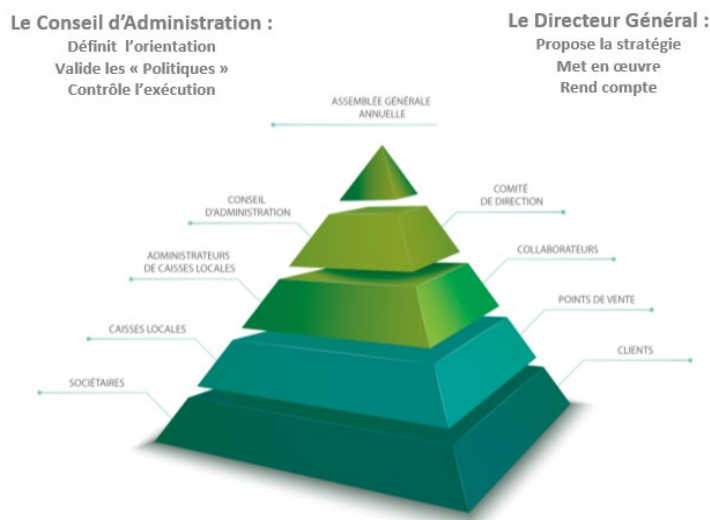 Le Conseil d’Administration :
Définit l’orientation
Valide les « Politiques »
Contrôle l’exécution
Le Directeur Général :
Propose la stratégie
Met en œuvre
Rend compte
ASSEMBLÉE GÉNÉRALE
ANNUELLE
CONSEIL
D’ADMINISTRATION
COMITÉ
DE DIRECTION
ADMINISTRATEURS
DE CAISSES LOCALES
COLLABORATEURS
CAISSES LOCALES
POINTS DE VENTE
SOCIÉTAIRES
CLIENTS